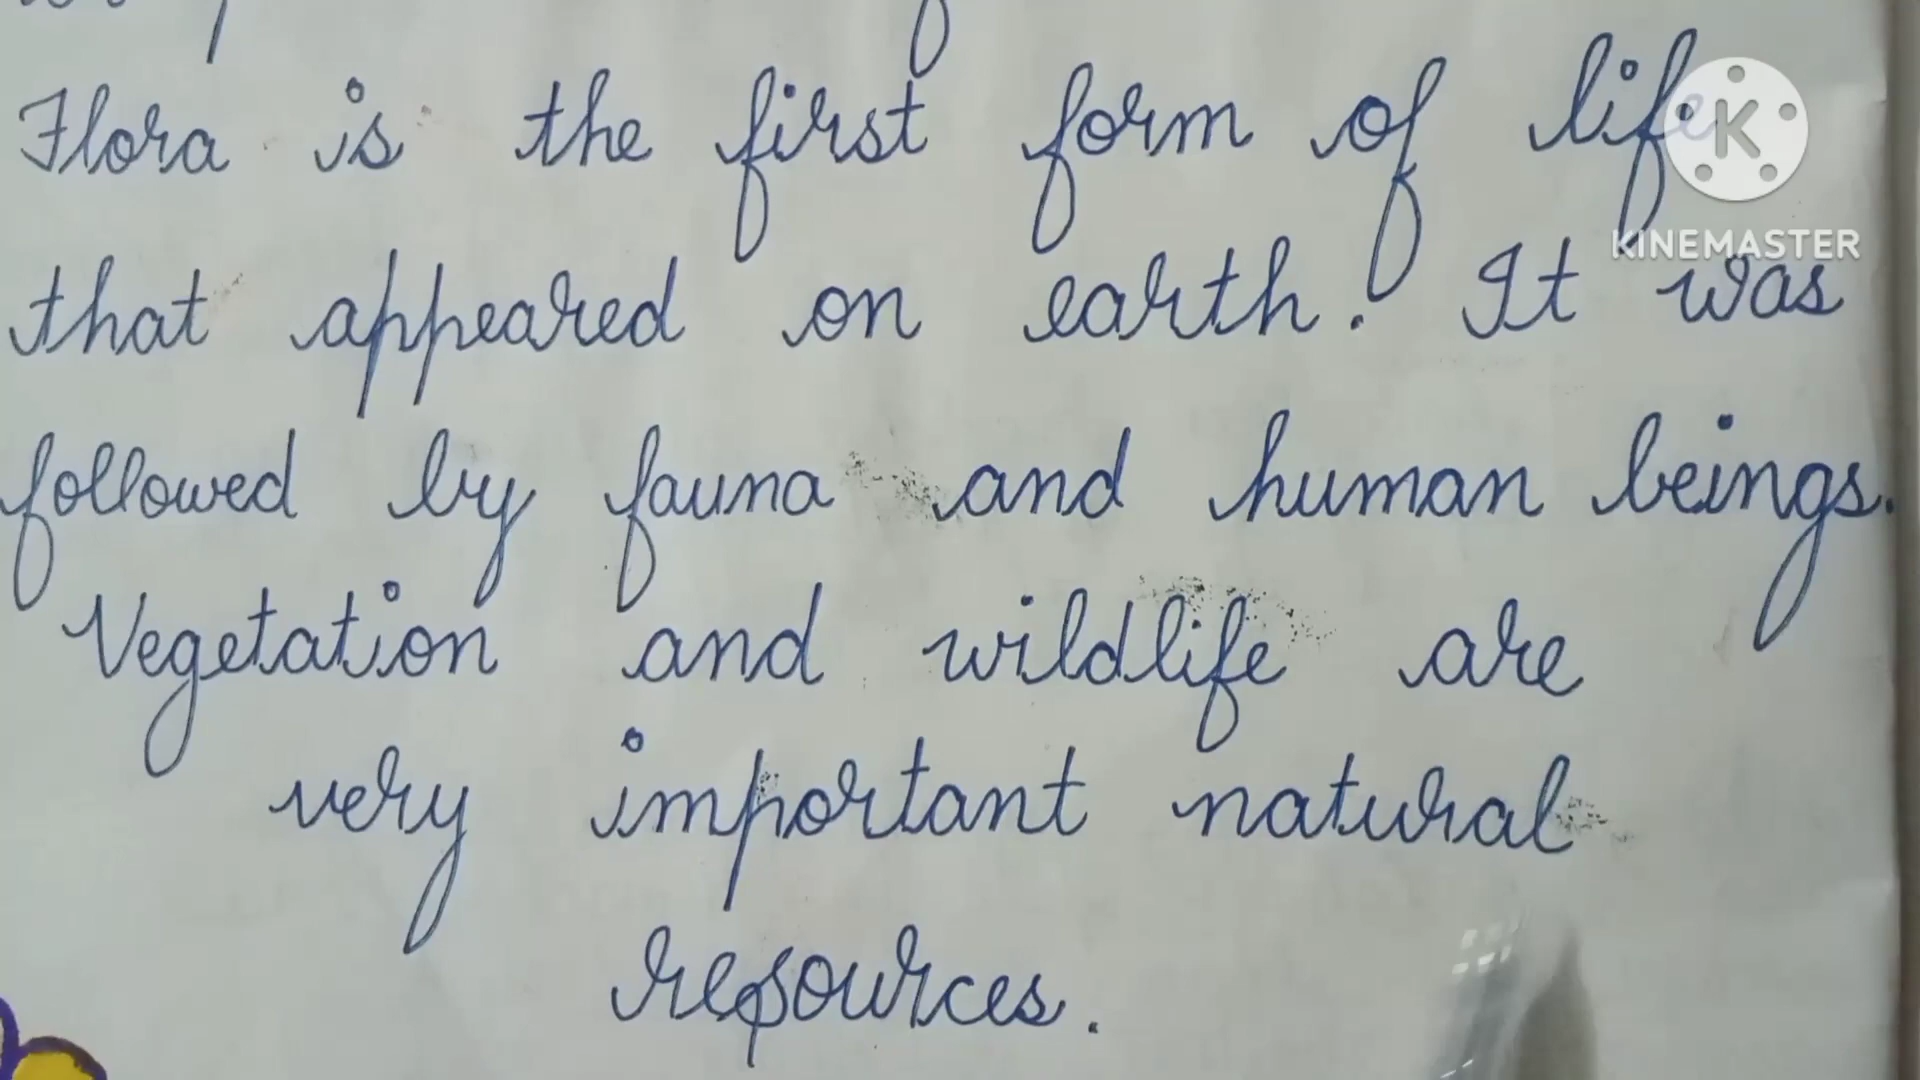 Flora is the first form of life
that appeared on earth. It was
followed by fauna and human beings.
Vegetation and wildlife are
very important natural
resources.
K
KINEMASTER